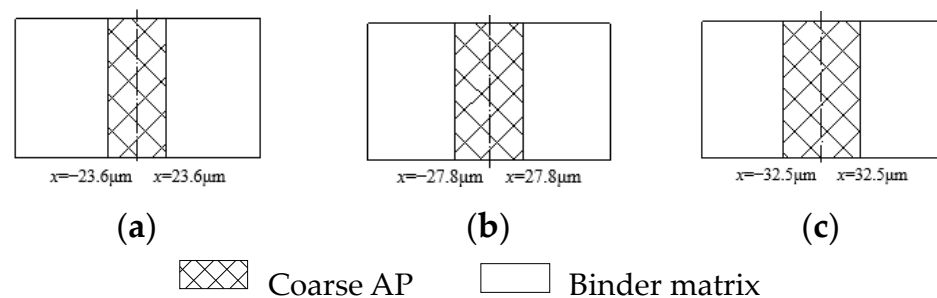 x=−23.6μm x=23.6μm x=−27.8μm x=27.8μm x=−32.5μm x=32.5μm
(a) (b) (c)
Coarse AP Binder matrix